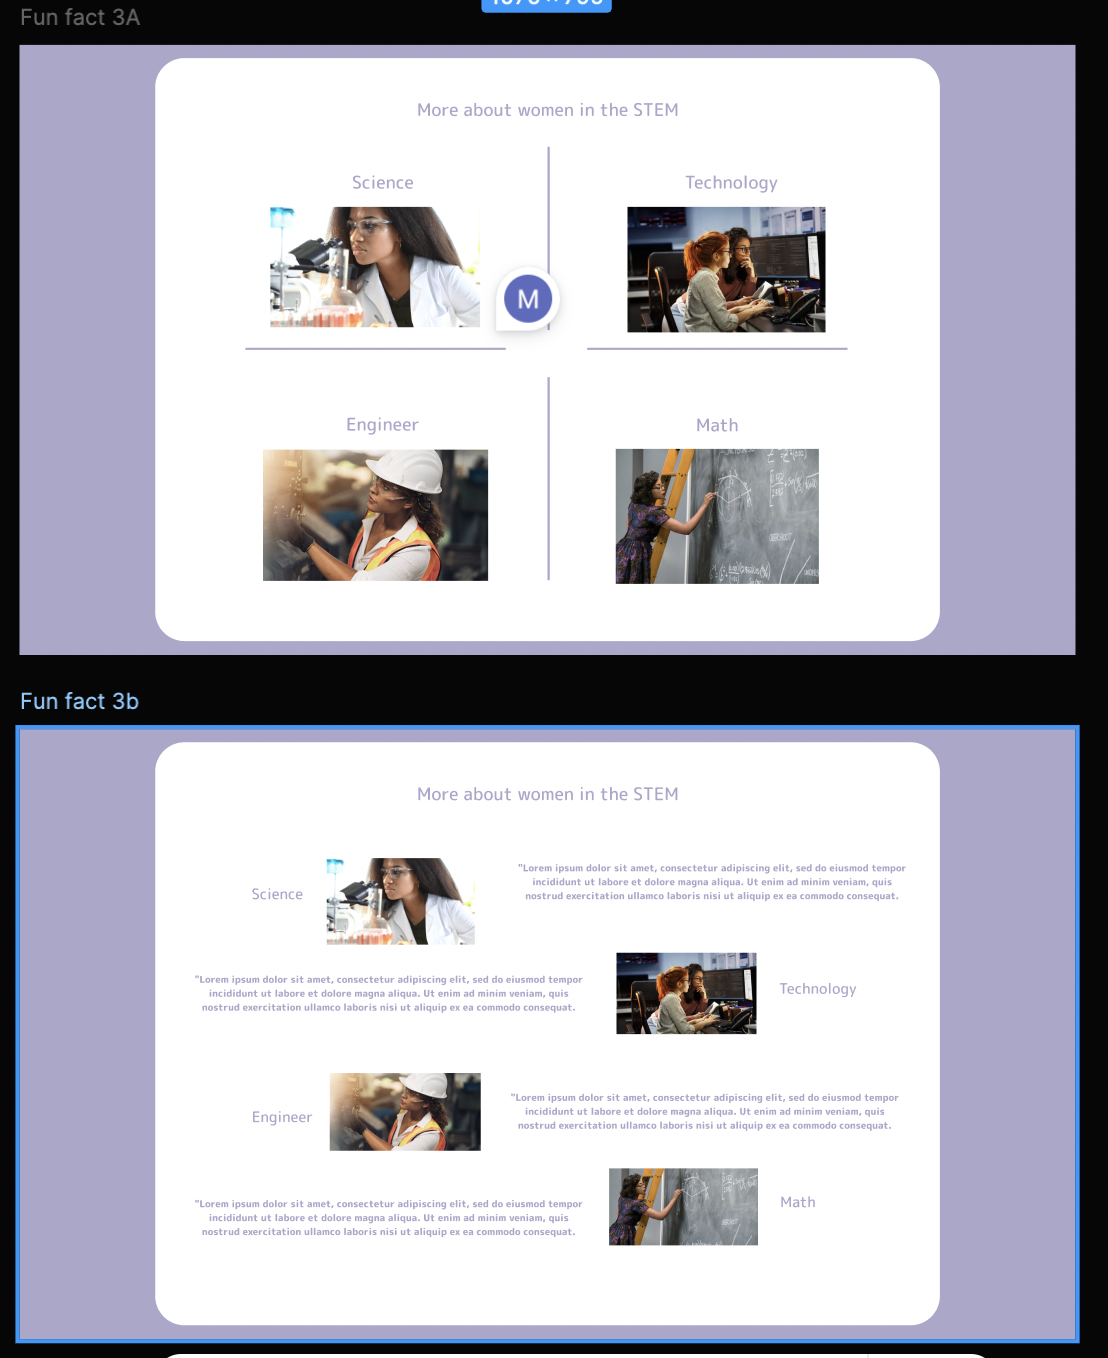 Fun fact 3A
More about women in the STEM
Science
Technology
M
Engineer
Math
Fun fact 3b
More about women in the STEM
Science
"Lorem ipsum dolor sit amet, consectetur adipiscing elit, sed do eiusmod tempor
incididunt ut labore et dolore magna aliqua. Ut enim ad minim veniam, quis
nostrud exercitation ullamco laboris nisi ut aliquip ex ea commodo consequat.
"Lorem ipsum dolor sit amet, consectetur adipiscing elit, sed do eiusmod tempor
incididunt ut labore et dolore magna aliqua. Ut enim ad minim veniam, quis
nostrud exercitation ullamco laboris nisi ut aliquip ex ea commodo consequat.
Technology
Engineer
"Lorem ipsum dolor sit amet, consectetur adipiscing elit, sed do eiusmod tempor
incididunt ut labore et dolore magna aliqua. Ut enim ad minim veniam, quis
nostrud exercitation ullamco laboris nisi ut aliquip ex ea commodo consequat.
"Lorem ipsum dolor sit amet, consectetur adipiscing elit, sed do eiusmod tempor
incididunt ut labore et dolore magna aliqua. Ut enim ad minim veniam, quis
nostrud exercitation ullamco laboris nisi ut aliquip ex ea commodo consequat.
Math